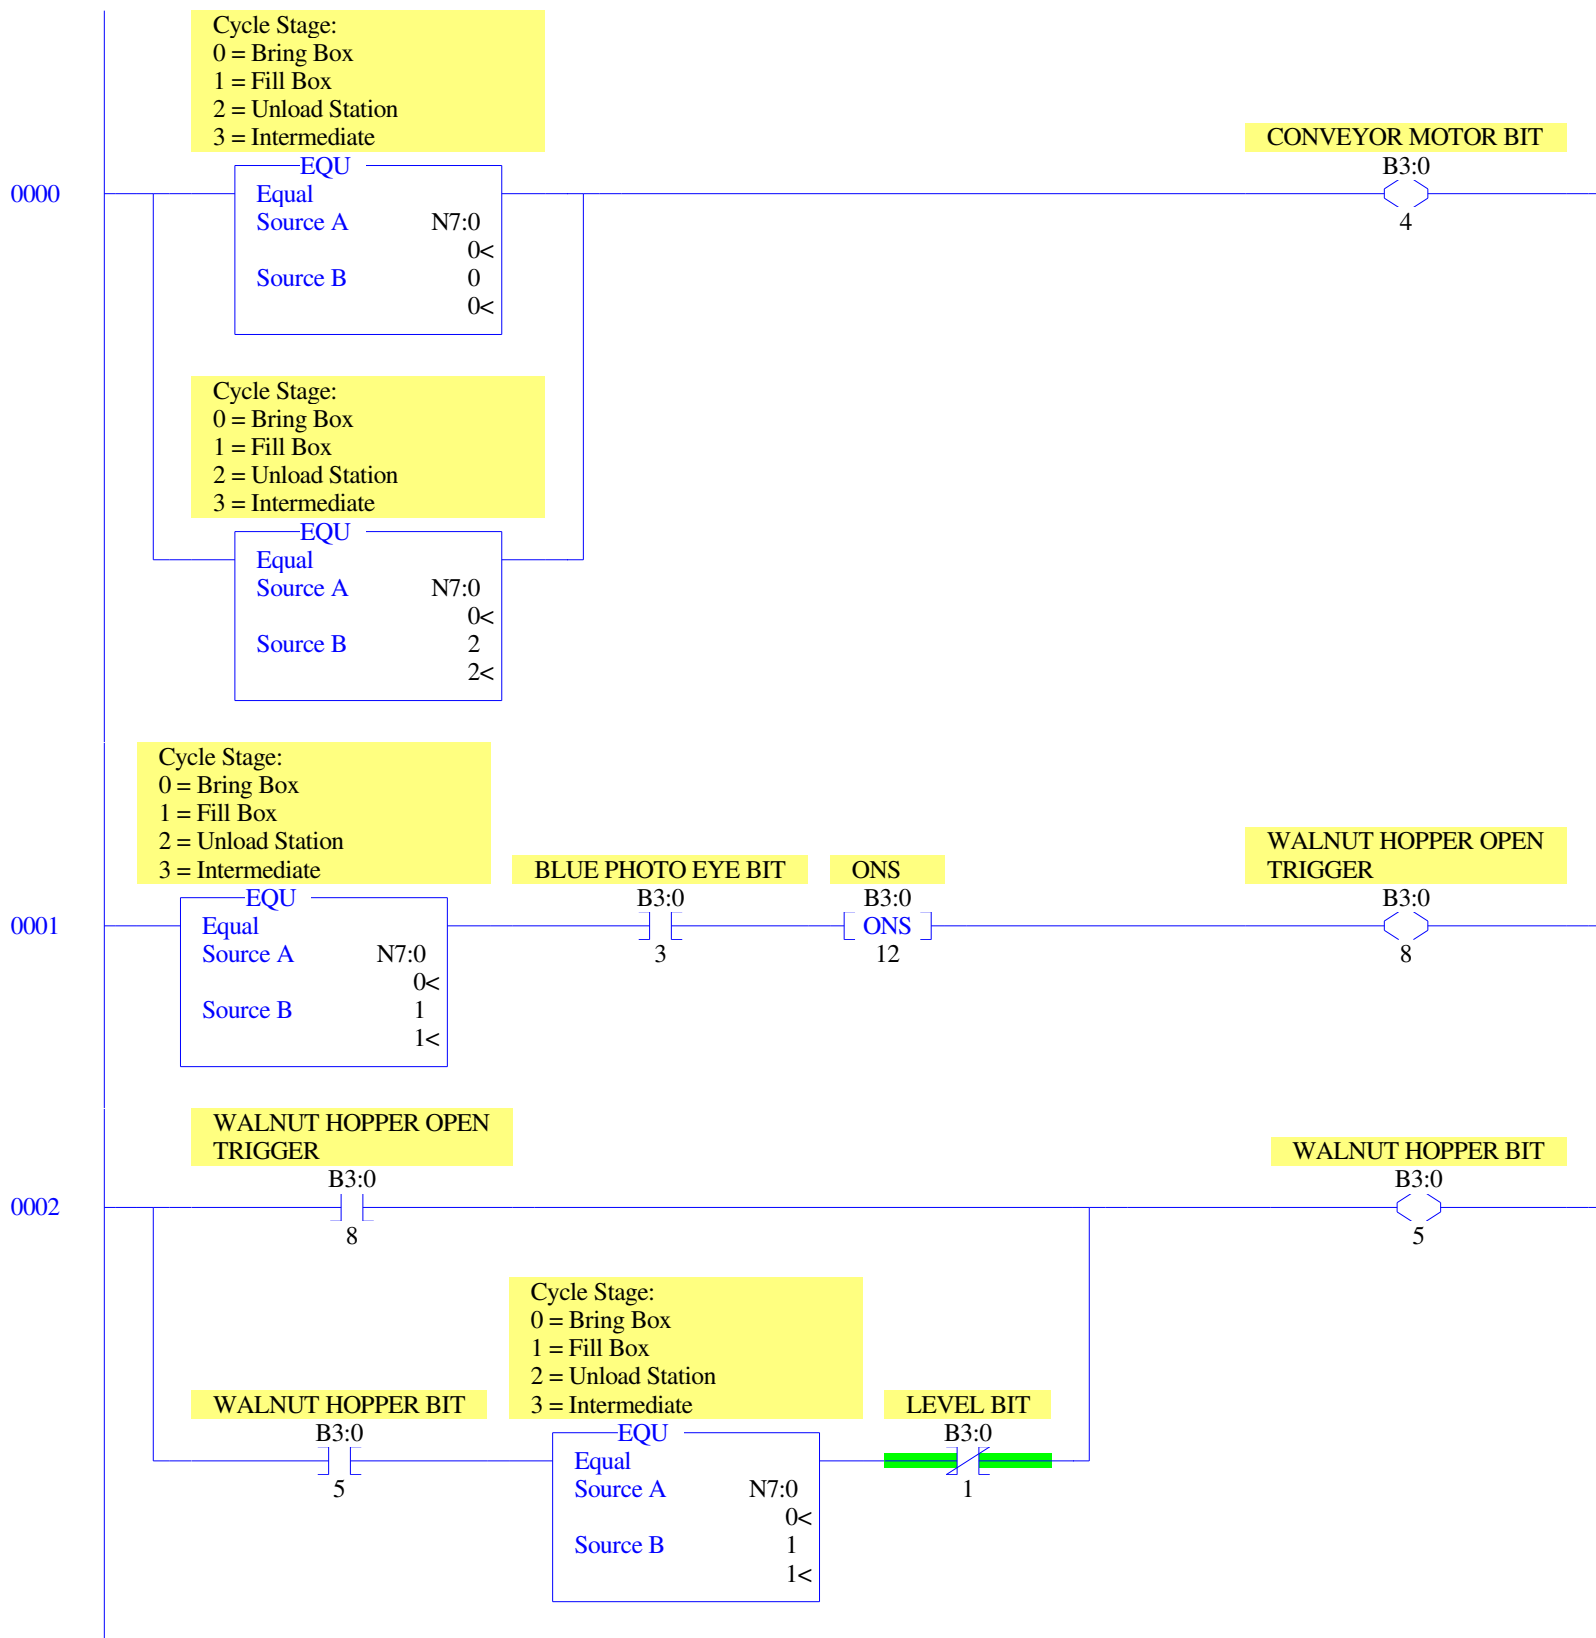 Cycle Stage:
0 = Bring Box
1 = Fill Box
2 = Unload Station
3 = Intermediate
CONVEYOR MOTOR BIT
EQU
B3:0
0000
Equal
Source A N7:0
4
0<
Source B 0
0<
Cycle Stage:
0 = Bring Box
1 = Fill Box
2 = Unload Station
3 = Intermediate
EQU
Equal
Source A N7:0
0<
Source B 2
2<
Cycle Stage:
0 = Bring Box
1 = Fill Box
2 = Unload Station
3 = Intermediate
BLUE PHOTO EYE BIT
ONS
WALNUT HOPPER OPEN
TRIGGER
EQU
B3:0
B3:0
B3:0
0001
Equal
ONS
Source A N7:0
3
12
8
0<
Source B 1
1<
WALNUT HOPPER OPEN
TRIGGER
WALNUT HOPPER BIT
B3:0
B3:0
0002
8
5
Cycle Stage:
0 = Bring Box
1 = Fill Box
2 = Unload Station
3 = Intermediate
WALNUT HOPPER BIT
LEVEL BIT
B3:0
EQU
B3:0
Equal
5
Source A N7:0
1
0<
Source B 1
1<